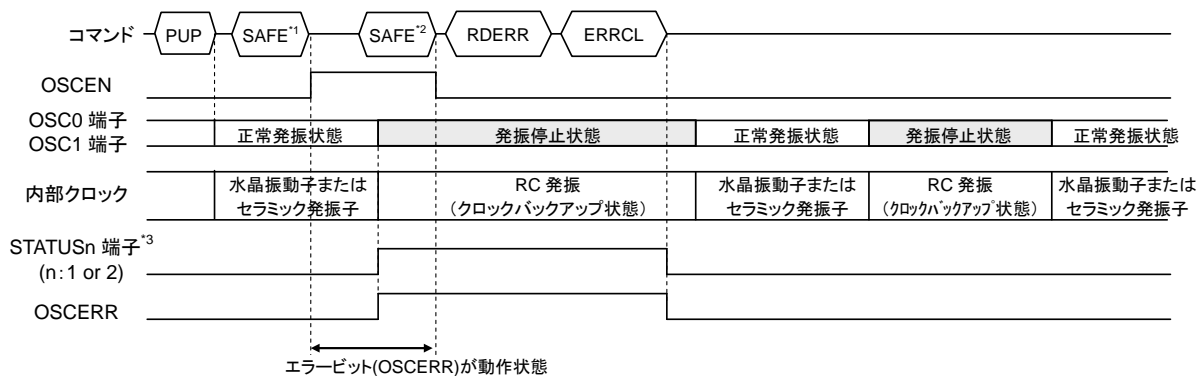 コマンド PUP SAFE*1 SAFE*2 RDERR ERRCL
OSCEN
OSC0 端子
OSC1 端子
正常発振状態 発振停止状態 正常発振状態 発振停止状態 正常発振状態
内部クロック
水晶振動子または
セラミック発振子
RC 発振
(クロックバックアップ状態)
水晶振動子または
セラミック発振子
RC 発振
(クロックバックアップ状態)
水晶振動子または
セラミック発振子
STATUSn 端子*3
(n:1 or 2)
OSCERR
エラービット(OSCERR)が動作状態